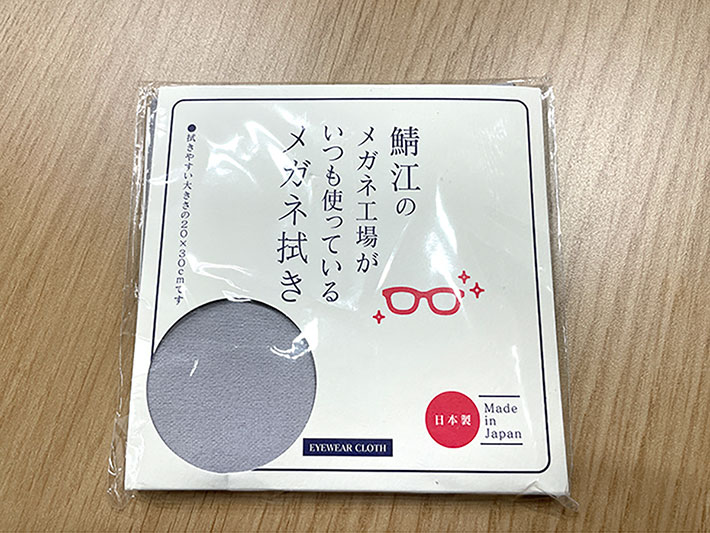 鯖江の
メガネ工場が
いつも使っている
メガネ拭き
●拭きやすい大きさの20×30cmです
日本製
Made
in
Japan
EYEWEAR CLOTH